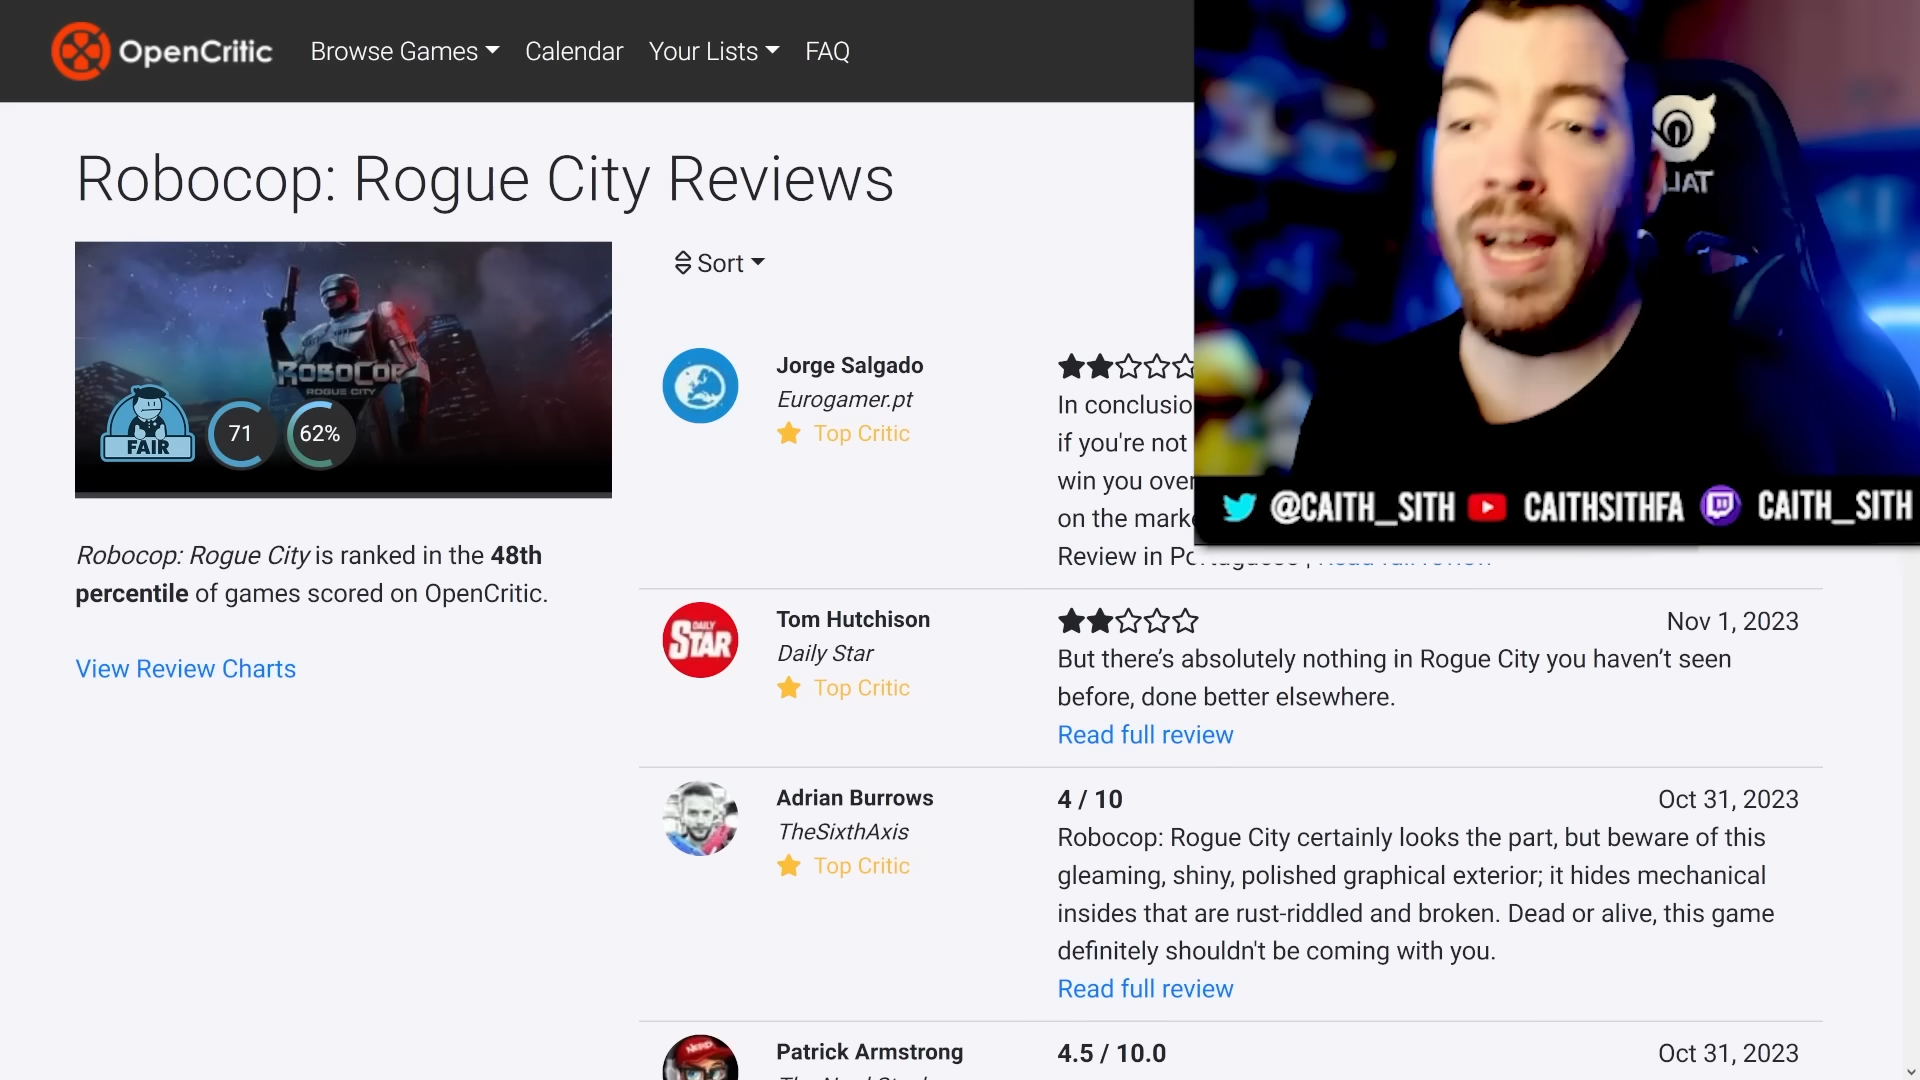 OpenCritic Browse Games Calendar Your Lists FAQ
Robocop: Rogue City Reviews
Sort
ROBOCOP
ROGUE CITY
FAIR 71 62%
Robocop: Rogue City is ranked in the 48th
percentile of games scored on OpenCritic.
View Review Charts
Jorge Salgado
Eurogamer.pt
Top Critic
In conclusio
if you're not
win you over
on the mark
Review in Portuguese | Read full review
DAILY
STAR
Tom Hutchison
Daily Star
Top Critic
Nov 1, 2023
But there's absolutely nothing in Rogue City you haven't seen
before, done better elsewhere.
Read full review
Adrian Burrows
TheSixthAxis
Top Critic
4 / 10
Oct 31, 2023
Robocop: Rogue City certainly looks the part, but beware of this
gleaming, shiny, polished graphical exterior; it hides mechanical
insides that are rust-riddled and broken. Dead or alive, this game
definitely shouldn't be coming with you.
Read full review
NERD
Patrick Armstrong
4.5 / 10.0
Oct 31, 2023
@CAITH_SITH CAITHSITHFA CAITH_SITH